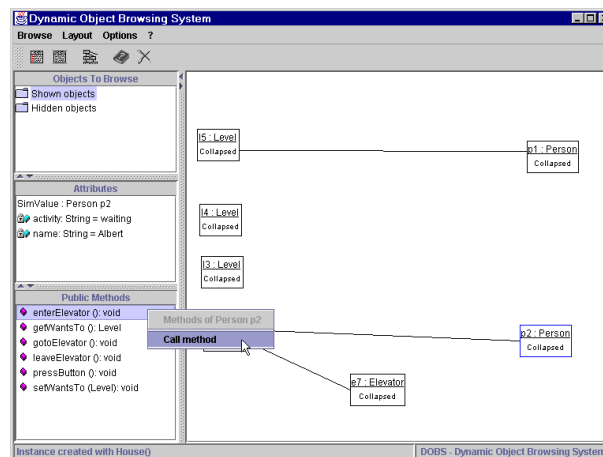 Dynamic Object Browsing System
Browse Layout Options ?
Objects To Browse
Shown objects
Hidden objects
Attributes
SimValue : Person p2
activity: String = waiting
name: String = Albert
Public Methods
enterElevator (): void
getWantsTo (): Level
gotoElevator (): void
leaveElevator (): void
pressButton (): void
setWantsTo (Level): void
l5 : Level
Collapsed
p1 : Person
Collapsed
l4 : Level
Collapsed
l3 : Level
Collapsed
Methods of Person p2
Call method
p2 : Person
Collapsed
e7 : Elevator
Collapsed
Instance created with House()
DOBS - Dynamic Object Browsing System